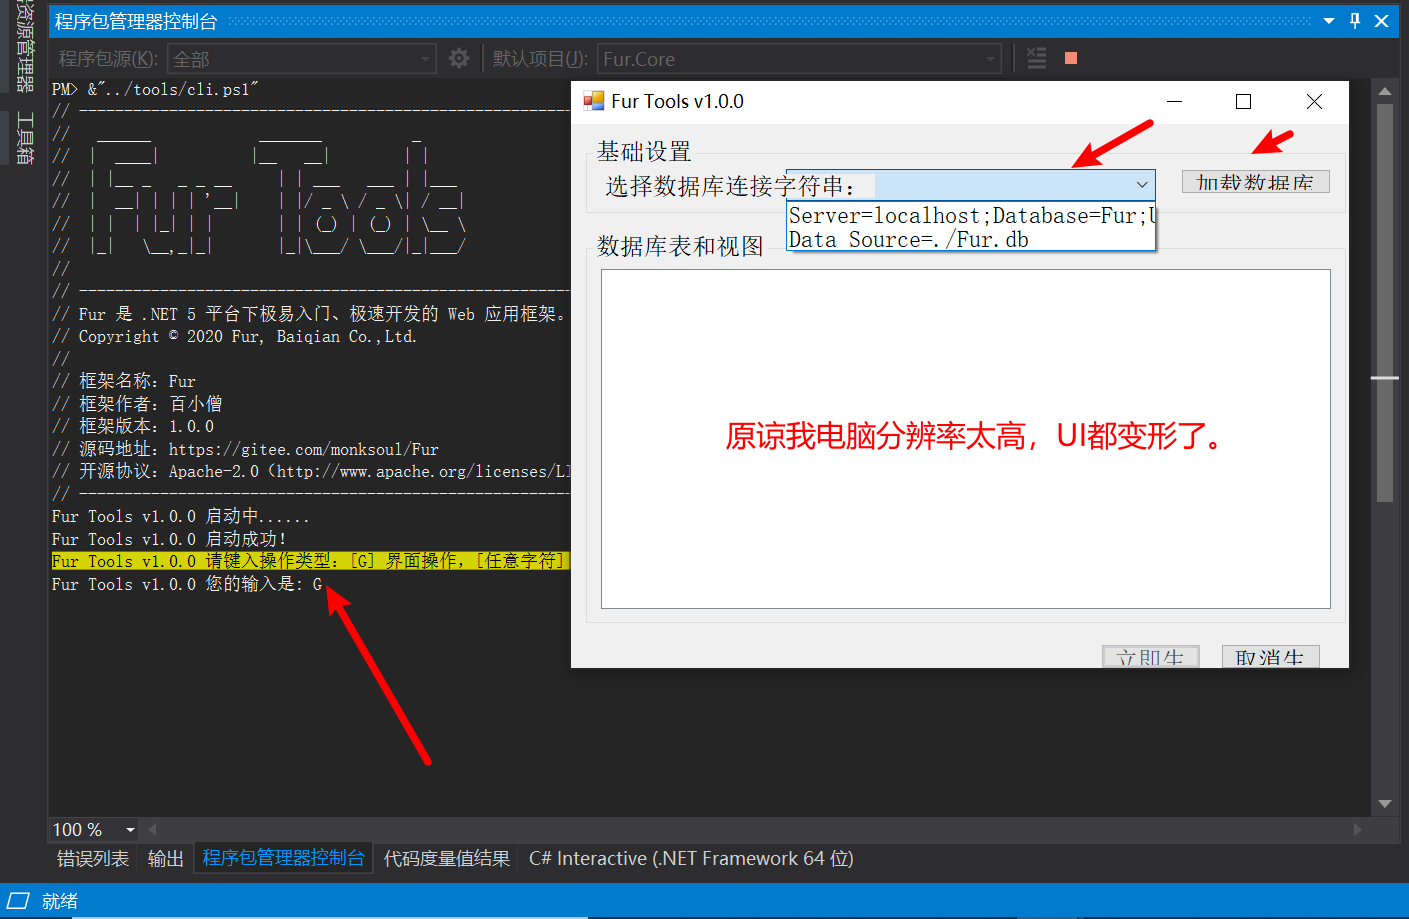 资源管理器
工具箱
程序包管理器控制台
程序包源(K): 全部 默认项目(J): Fur.Core
PM> &"../tools/cli.ps1"
// Fur 是 .NET 5 平台下极易入门、极速开发的 Web 应用框架。
// Copyright © 2020 Fur, Baiqian Co.,Ltd.
//
// 框架名称：Fur
// 框架作者：百小僧
// 框架版本：1.0.0
// 源码地址：https://gitee.com/monksoul/Fur
// 开源协议：Apache-2.0（http://www.apache.org/licenses/LI
Fur Tools v1.0.0 启动中......
Fur Tools v1.0.0 启动成功！
Fur Tools v1.0.0 请键入操作类型：[G] 界面操作，[任意字符]
Fur Tools v1.0.0 您的输入是: G
Fur Tools v1.0.0
基础设置
选择数据库连接字符串：
加载数据库
Server=localhost;Database=Fur;U
Data Source=./Fur.db
数据库表和视图
原谅我电脑分辨率太高，UI都变形了。
立即生
取消生
100 %
错误列表 输出 程序包管理器控制台 代码度量值结果 C# Interactive (.NET Framework 64 位)
就绪